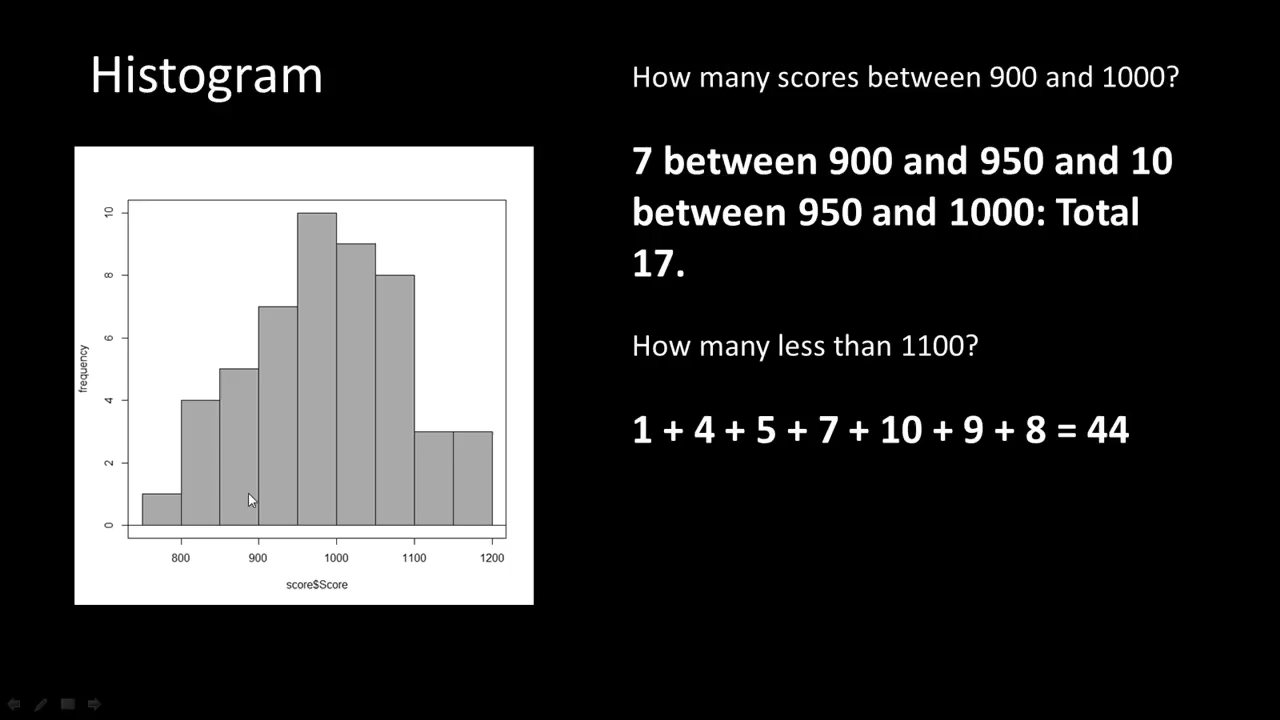 Histogram
How many scores between 900 and 1000?
7 between 900 and 950 and 10
between 950 and 1000: Total
17.
How many less than 1100?
1 + 4 + 5 + 7 + 10 + 9 + 8 = 44
10
8
6
4
2
0
frequency
800 900 1000 1100 1200
score$Score